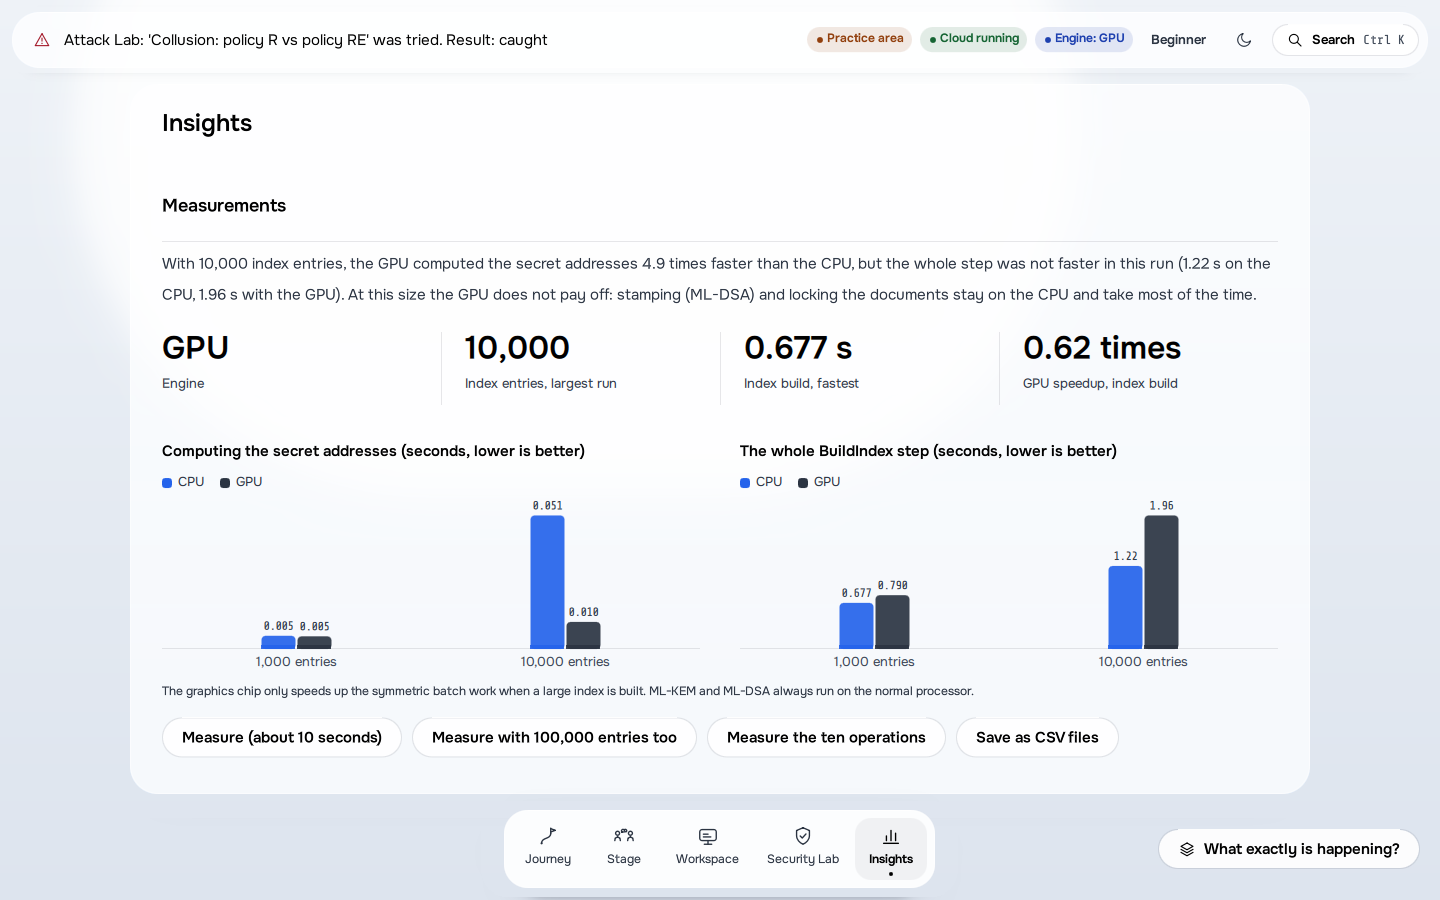 Attack Lab: 'Collusion: policy R vs policy RE' was tried. Result: caught
Practice area
Cloud running
Engine: GPU
Beginner
Search Ctrl K
Insights
Measurements
With 10,000 index entries, the GPU computed the secret addresses 4.9 times faster than the CPU, but the whole step was not faster in this run (1.22 s on the
CPU, 1.96 s with the GPU). At this size the GPU does not pay off: stamping (ML-DSA) and locking the documents stay on the CPU and take most of the time.
GPU
Engine
10,000
Index entries, largest run
0.677 s
Index build, fastest
0.62 times
GPU speedup, index build
Computing the secret addresses (seconds, lower is better)
CPU GPU
0.051
0.010
0.005 0.005
1,000 entries 10,000 entries
The whole BuildIndex step (seconds, lower is better)
CPU GPU
1.96
1.22
0.677 0.790
1,000 entries 10,000 entries
The graphics chip only speeds up the symmetric batch work when a large index is built. ML-KEM and ML-DSA always run on the normal processor.
Measure (about 10 seconds)
Measure with 100,000 entries too
Measure the ten operations
Save as CSV files
Journey
Stage
Workspace
Security Lab
Insights
What exactly is happening?